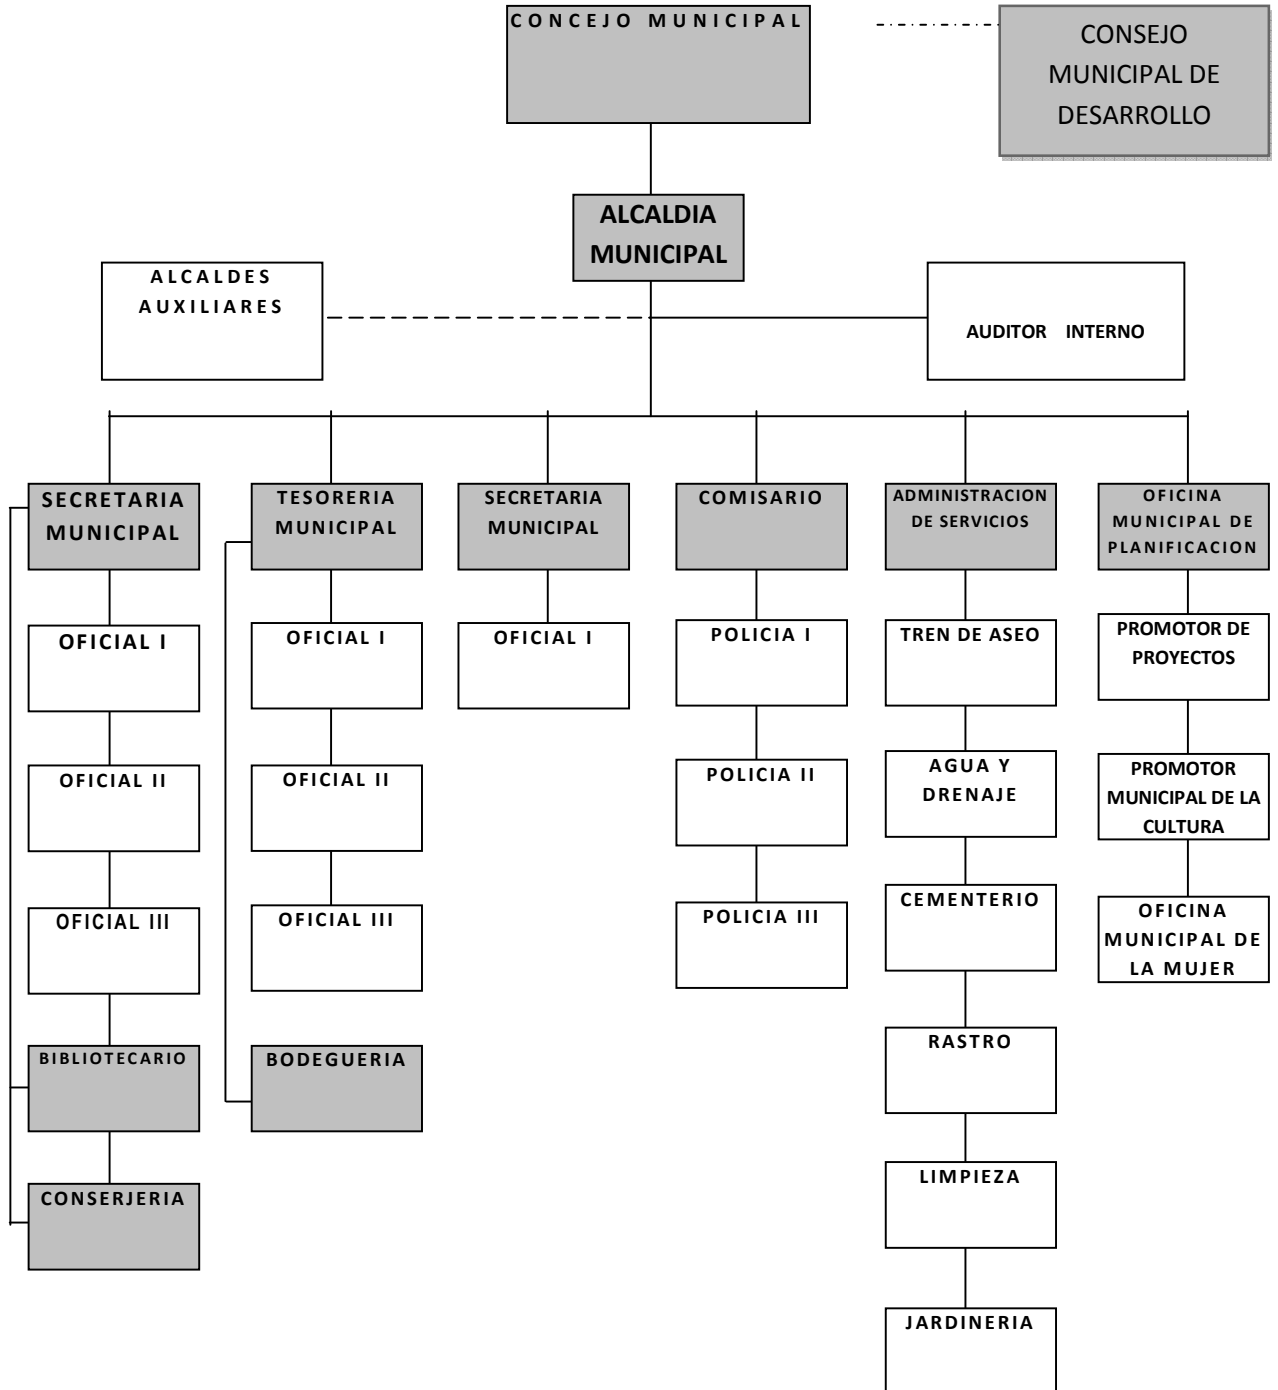 CONCEJO MUNICIPAL
CONSEJO
MUNICIPAL DE
DESARROLLO
ALCALDIA
MUNICIPAL
ALCALDES
AUXILIARES
AUDITOR INTERNO
SECRETARIA
MUNICIPAL
TESORERIA
MUNICIPAL
SECRETARIA
MUNICIPAL
COMISARIO
ADMINISTRACION
DE SERVICIOS
OFICINA
MUNICIPAL DE
PLANIFICACION
OFICIAL I
OFICIAL I
OFICIAL I
POLICIA I
TREN DE ASEO
PROMOTOR DE
PROYECTOS
OFICIAL II
OFICIAL II
POLICIA II
AGUA Y
DRENAJE
PROMOTOR
MUNICIPAL DE LA
CULTURA
OFICIAL III
OFICIAL III
POLICIA III
CEMENTERIO
OFICINA
MUNICIPAL DE
LA MUJER
BIBLIOTECARIO
BODEGUERIA
RASTRO
CONSERJERIA
LIMPIEZA
JARDINERIA